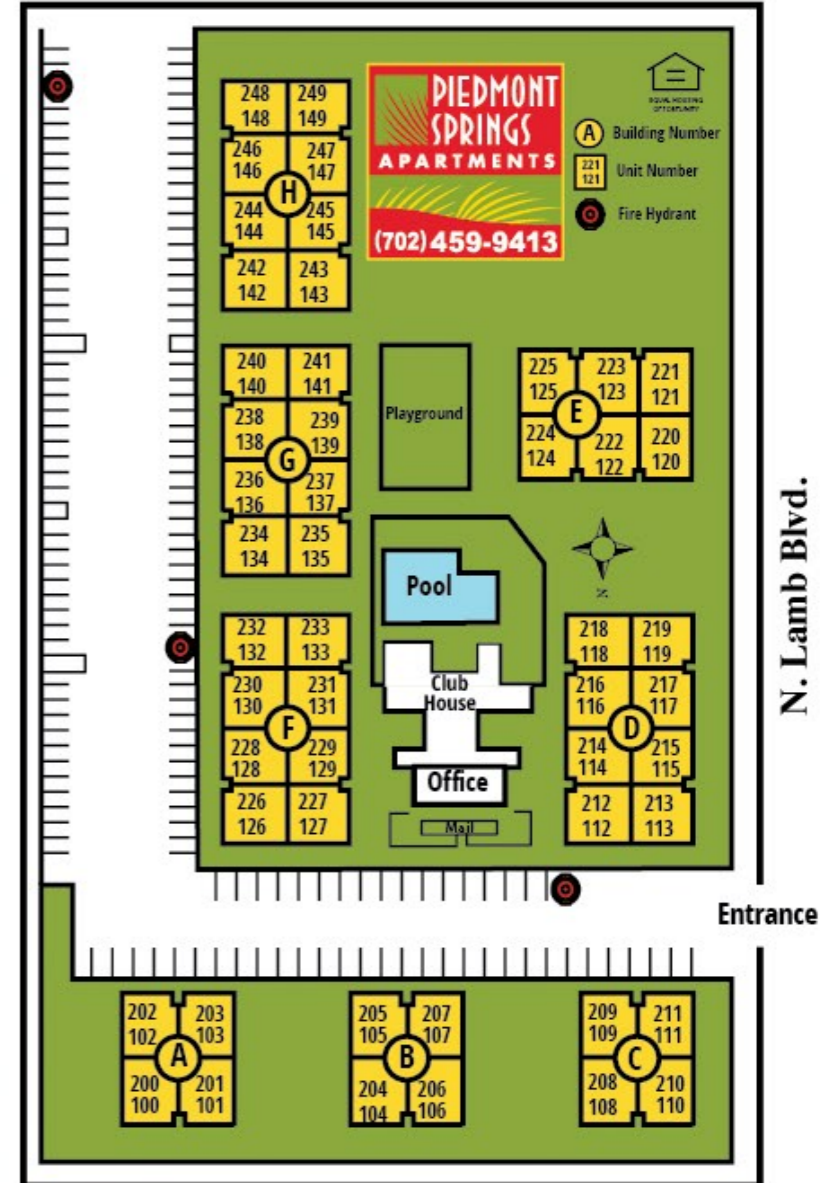 PIEDMONT
SPRINGS
APARTMENTS
(702) 459-9413
EQUAL HOUSING
OPPORTUNITY
A Building Number
221
121
Unit Number
Fire Hydrant
248 249
148 149
246 247
146 147
H
244 245
144 145
242 243
142 143
240 241
140 141
238 239
138 139
G
236 237
136 137
234 235
134 135
Playground
225 223 221
125 123 121
E
224 222 220
124 122 120
N
Pool
Club
House
Office
Mail
232 233
132 133
230 231
130 131
F
228 229
128 129
226 227
126 127
218 219
118 119
216 217
116 117
D
214 215
114 115
212 213
112 113
N. Lamb Blvd.
Entrance
202 203
102 103
A
200 201
100 101
205 207
105 107
B
204 206
104 106
209 211
109 111
C
208 210
108 110